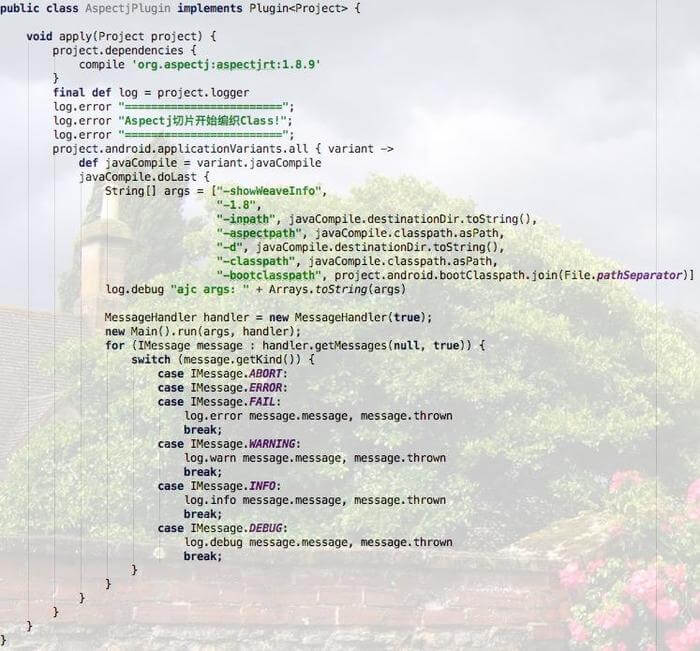 public class AspectjPlugin implements Plugin<Project> {
void apply(Project project) {
project.dependencies {
compile 'org.aspectj:aspectjrt:1.8.9'
}
final def log = project.logger
log.error "========================";
log.error "Aspectj切片开始编织Class!";
log.error "========================";
project.android.applicationVariants.all { variant ->
def javaCompile = variant.javaCompile
javaCompile.doLast {
String[] args = ["-showWeaveInfo",
"-1.8",
"-inpath", javaCompile.destinationDir.toString(),
"-aspectpath", javaCompile.classpath.asPath,
"-d", javaCompile.destinationDir.toString(),
"-classpath", javaCompile.classpath.asPath,
"-bootclasspath", project.android.bootClasspath.join(File.pathSeparator)]
log.debug "ajc args: " + Arrays.toString(args)
MessageHandler handler = new MessageHandler(true);
new Main().run(args, handler);
for (IMessage message : handler.getMessages(null, true)) {
switch (message.getKind()) {
case IMessage.ABORT:
case IMessage.ERROR:
case IMessage.FAIL:
log.error message.message, message.thrown
break;
case IMessage.WARNING:
log.warn message.message, message.thrown
break;
case IMessage.INFO:
log.info message.message, message.thrown
break;
case IMessage.DEBUG:
log.debug message.message, message.thrown
break;
}
}
}
}
}
}